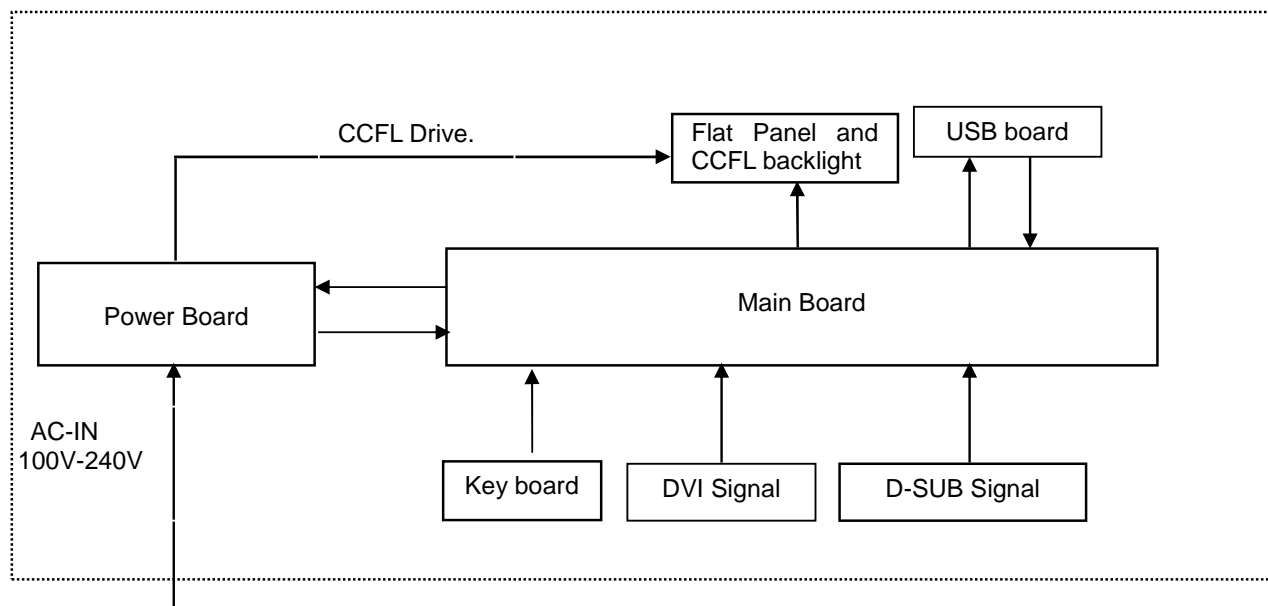 CCFL Drive.
Flat Panel and
CCFL backlight
USB board
Power Board
Main Board
AC-IN
100V-240V
Key board
DVI Signal
D-SUB Signal